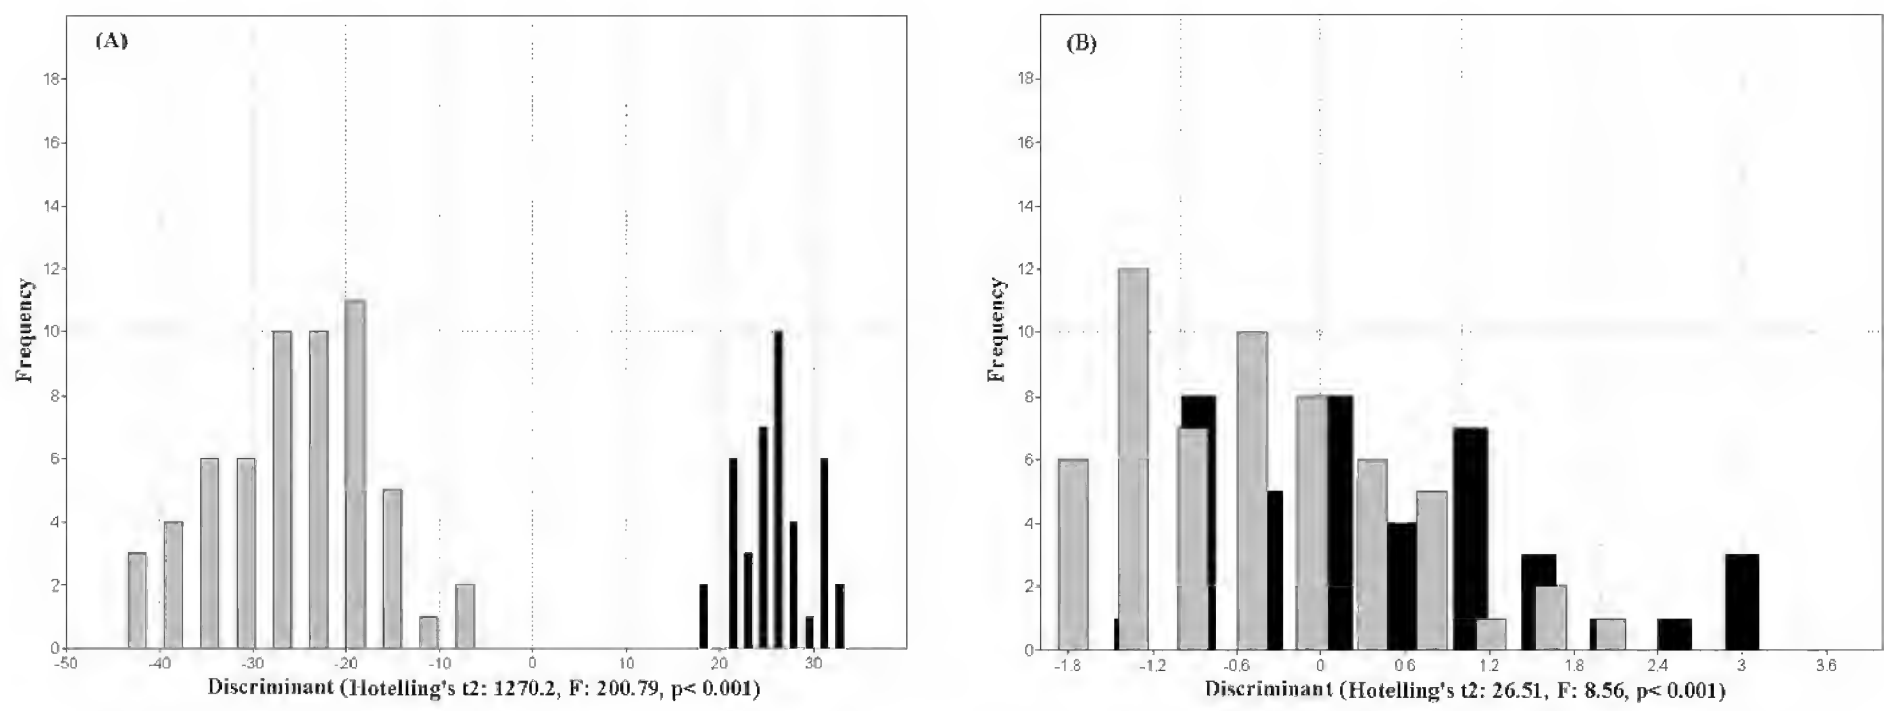 (A)
Frequency
18
16
14
12
10
8
6
4
2
0
-50 -40 -30 -20 -10 0 10 20 30
Discriminant (Hotelling's t2: 1270.2, F: 200.79, p< 0.001)
(B)
Frequency
18
16
14
12
10
8
6
4
2
0
-1.8 -1.2 -0.6 0 0.6 1.2 1.8 2.4 3 3.6
Discriminant (Hotelling's t2: 26.51, F: 8.56, p< 0.001)